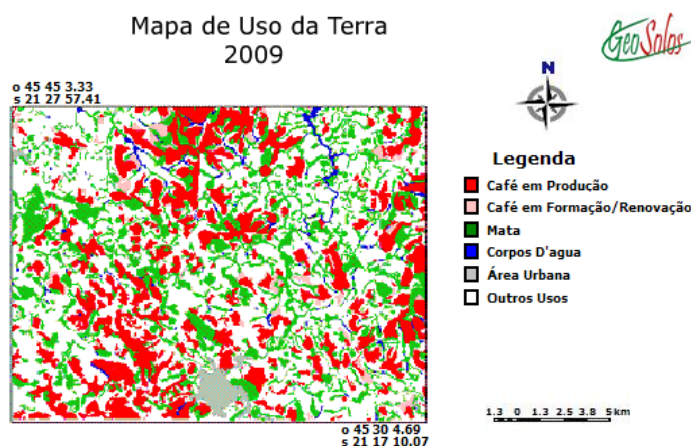 Mapa de Uso da Terra
2009
GeoSolos
o 45 45 3.33
s 21 27 57.41
N
Legenda
Café em Produção
Café em Formação/Renovação
Mata
Corpos D'agua
Área Urbana
Outros Usos
1.3 0 1.3 2.5 3.8 5 km
o 45 30 4.69
s 21 17 10.07